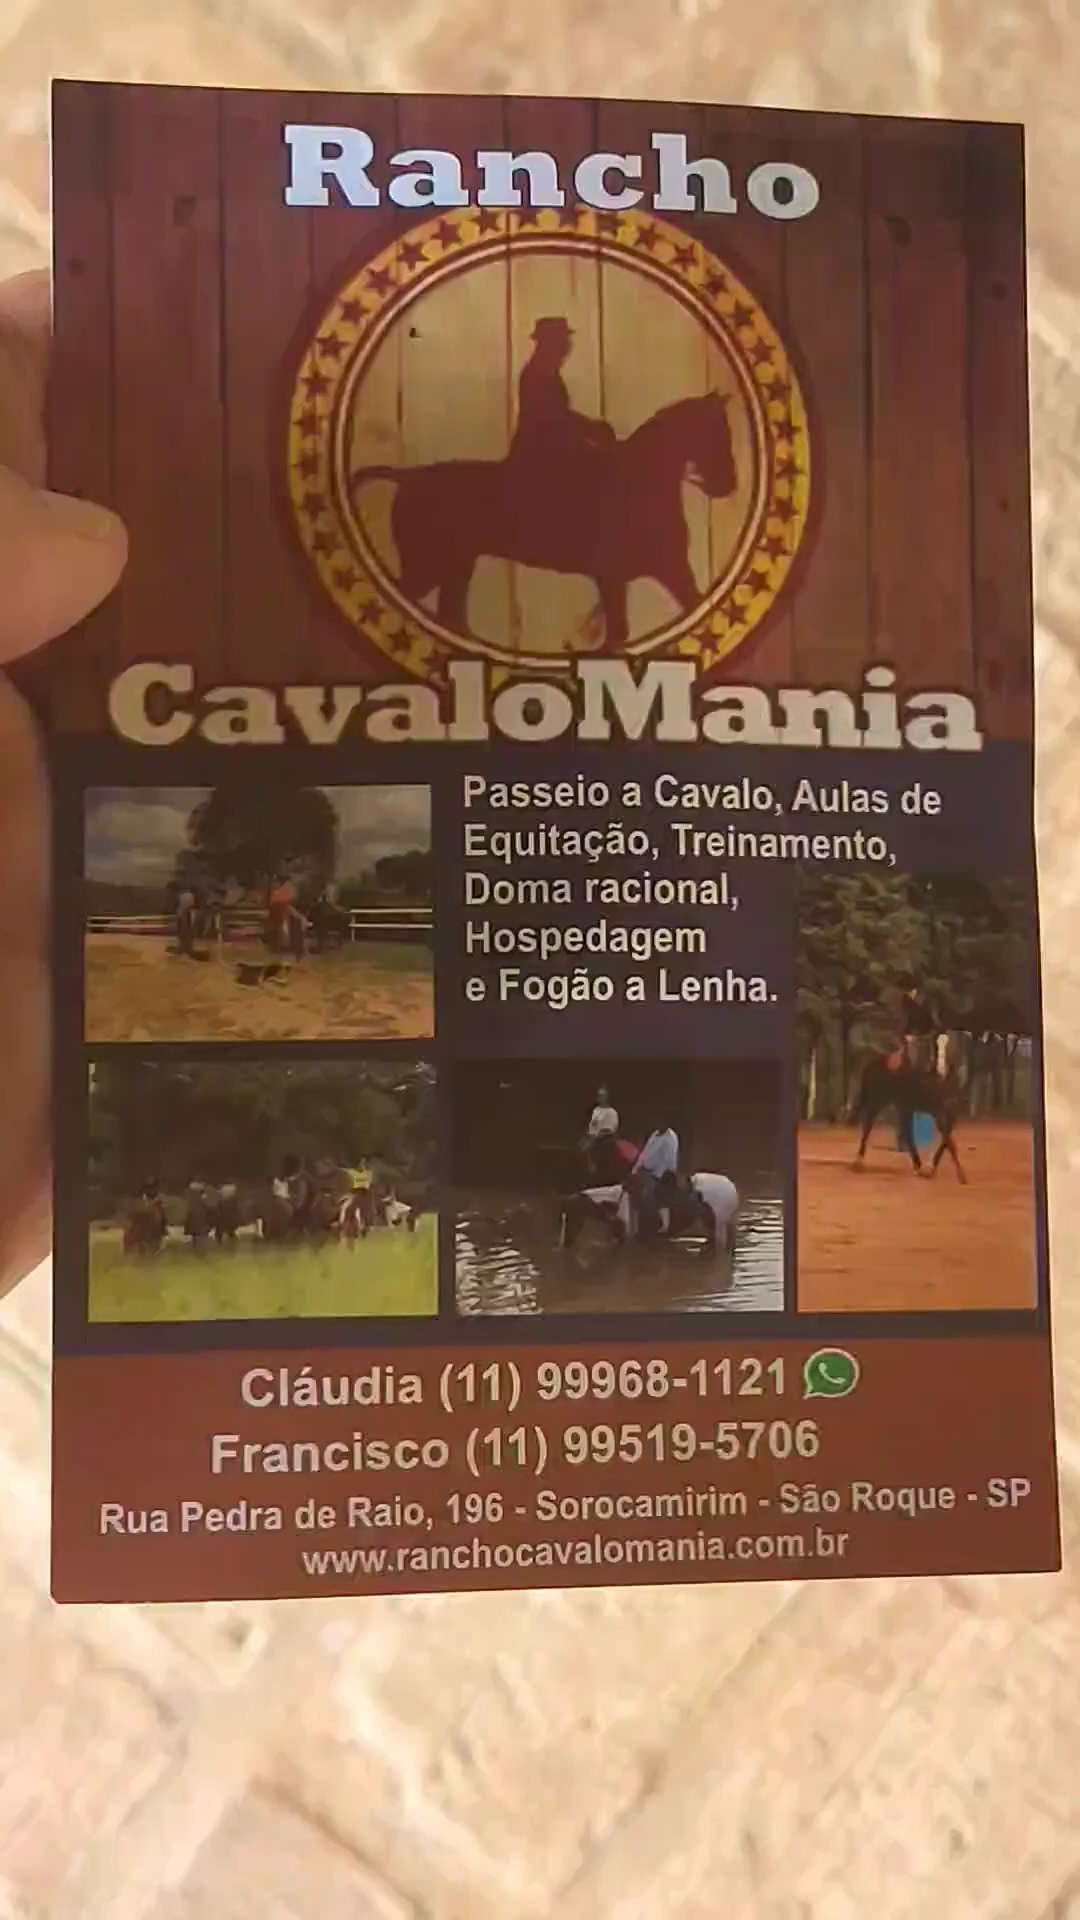 Rancho
CavaloMania
Passeio a Cavalo, Aulas de
Equitação, Treinamento,
Doma racional,
Hospedagem
e Fogão a Lenha.
Cláudia (11) 99968-1121
Francisco (11) 99519-5706
Rua Pedra de Raio, 196 - Sorocamirim - São Roque - SP
www.ranchocavalomania.com.br